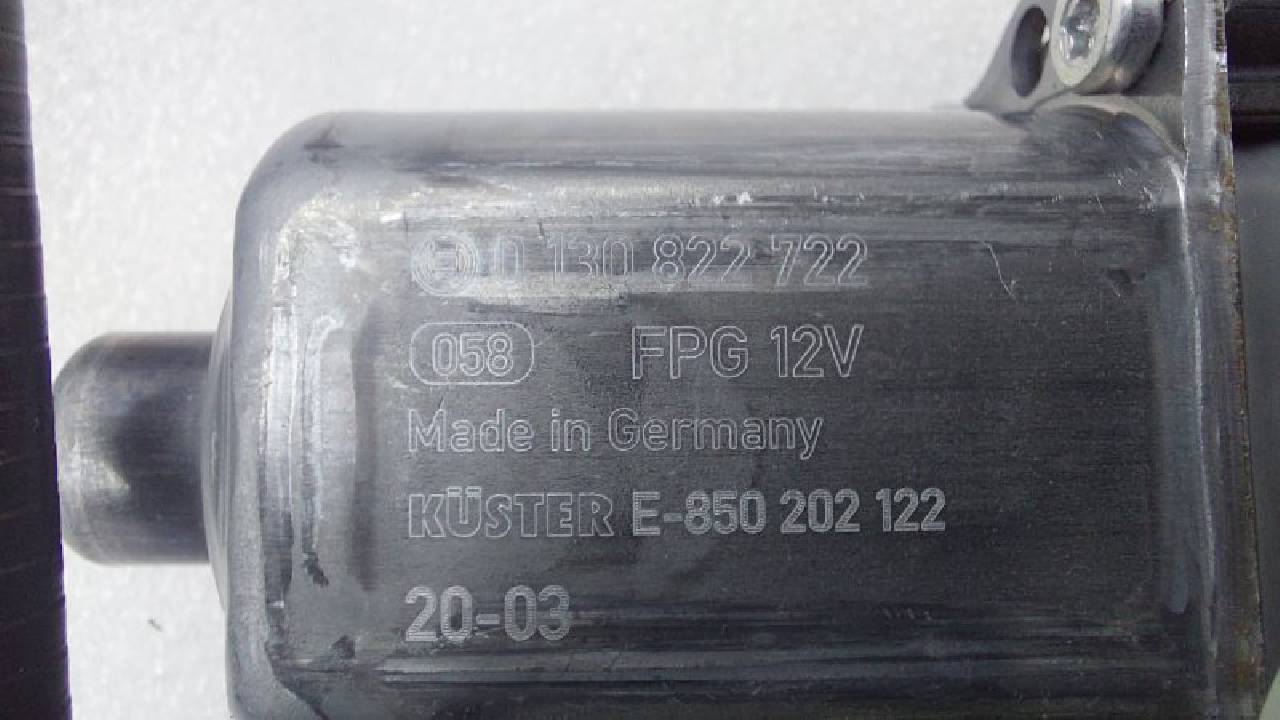 0 130 822 722
058 FPG 12V
Made in Germany
KÜSTER E-850 202 122
20-03